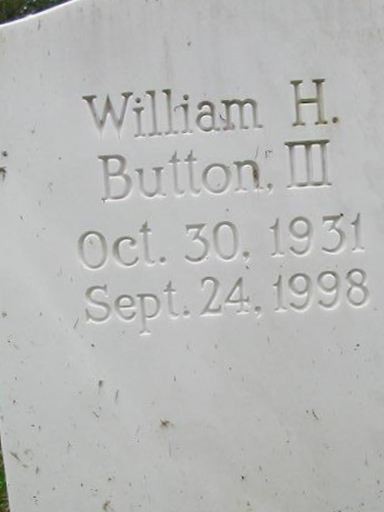 William H.
Button, III
Oct. 30, 1931
Sept. 24, 1998